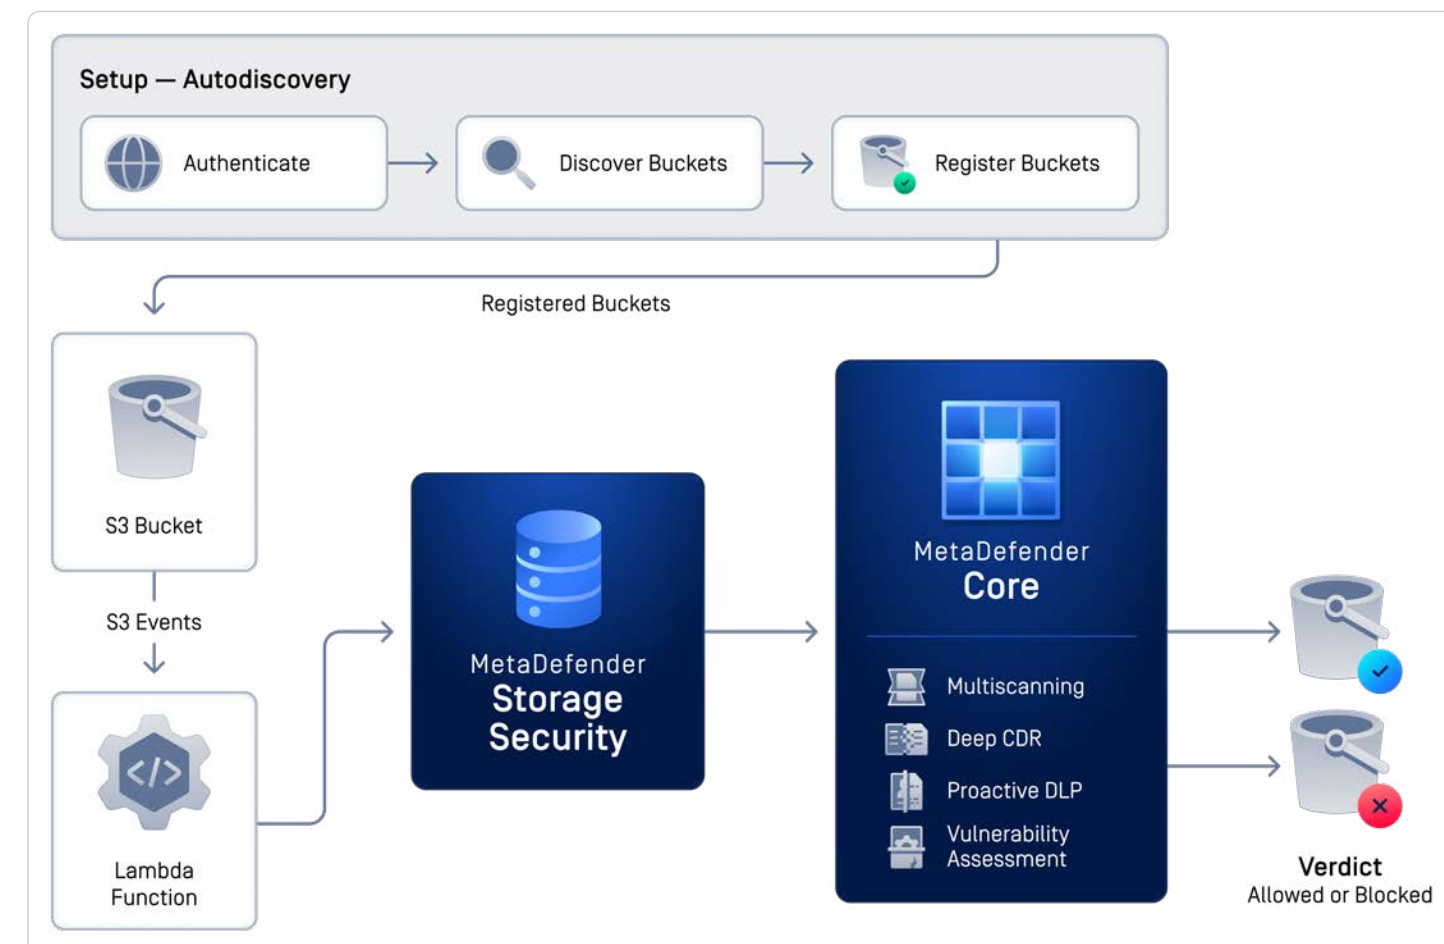 Setup — Autodiscovery
Authenticate
Discover Buckets
Register Buckets
Registered Buckets
S3 Bucket
S3 Events
Lambda
Function
MetaDefender
Storage
Security
MetaDefender
Core
Multiscanning
Deep CDR
Proactive DLP
Vulnerability
Assessment
Verdict
Allowed or Blocked